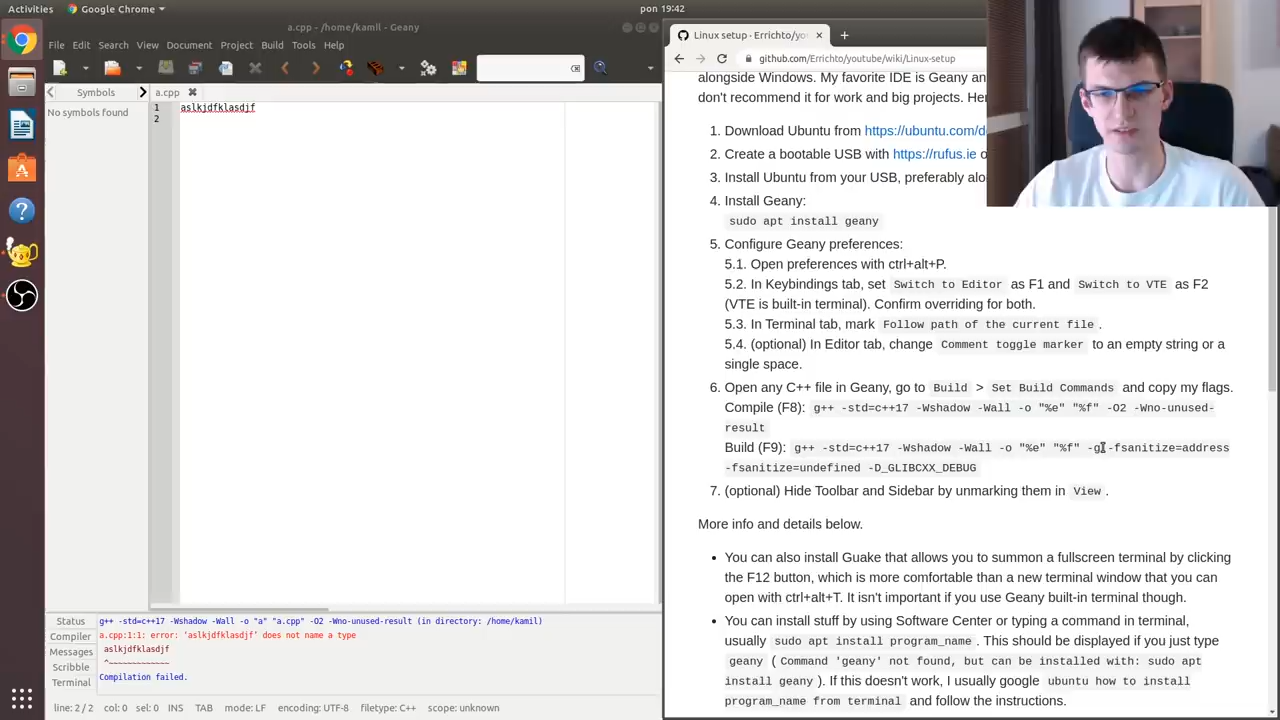 Activities
Google Chrome
pon 19:42
a.cpp - /home/kamil - Geany
File Edit Search View Document Project Build Tools Help
Symbols
a.cpp
No symbols found
1 aslkjdfklasdjf
2
Status
Compiler
Messages
Scribble
Terminal
g++ -std=c++17 -Wshadow -Wall -o "a" "a.cpp" -O2 -Wno-unused-result (in directory: /home/kamil)
a.cpp:1:1: error: ‘aslkjdfklasdjf’ does not name a type
aslkjdfklasdjf
^~~~~~~~~~~~~~
Compilation failed.
line: 2 / 2 col: 0 sel: 0 INS TAB mode: LF encoding: UTF-8 filetype: C++ scope: unknown
Linux setup · Errichto/yo
github.com/Errichto/youtube/wiki/Linux-setup
alongside Windows. My favorite IDE is Geany an
don't recommend it for work and big projects. Her
1. Download Ubuntu from https://ubuntu.com/d
2. Create a bootable USB with https://rufus.ie o
3. Install Ubuntu from your USB, preferably alo
4. Install Geany:
sudo apt install geany
5. Configure Geany preferences:
5.1. Open preferences with ctrl+alt+P.
5.2. In Keybindings tab, set Switch to Editor as F1 and Switch to VTE as F2
(VTE is built-in terminal). Confirm overriding for both.
5.3. In Terminal tab, mark Follow path of the current file .
5.4. (optional) In Editor tab, change Comment toggle marker to an empty string or a
single space.
6. Open any C++ file in Geany, go to Build > Set Build Commands and copy my flags.
Compile (F8): g++ -std=c++17 -Wshadow -Wall -o "%e" "%f" -O2 -Wno-unused-
result
Build (F9): g++ -std=c++17 -Wshadow -Wall -o "%e" "%f" -g -fsanitize=address
-fsanitize=undefined -D_GLIBCXX_DEBUG
7. (optional) Hide Toolbar and Sidebar by unmarking them in View .
More info and details below.
• You can also install Guake that allows you to summon a fullscreen terminal by clicking
the F12 button, which is more comfortable than a new terminal window that you can
open with ctrl+alt+T. It isn't important if you use Geany built-in terminal though.
• You can install stuff by using Software Center or typing a command in terminal,
usually sudo apt install program_name . This should be displayed if you just type
geany ( Command 'geany' not found, but can be installed with: sudo apt
install geany ). If this doesn't work, I usually google ubuntu how to install
program_name from terminal and follow the instructions.